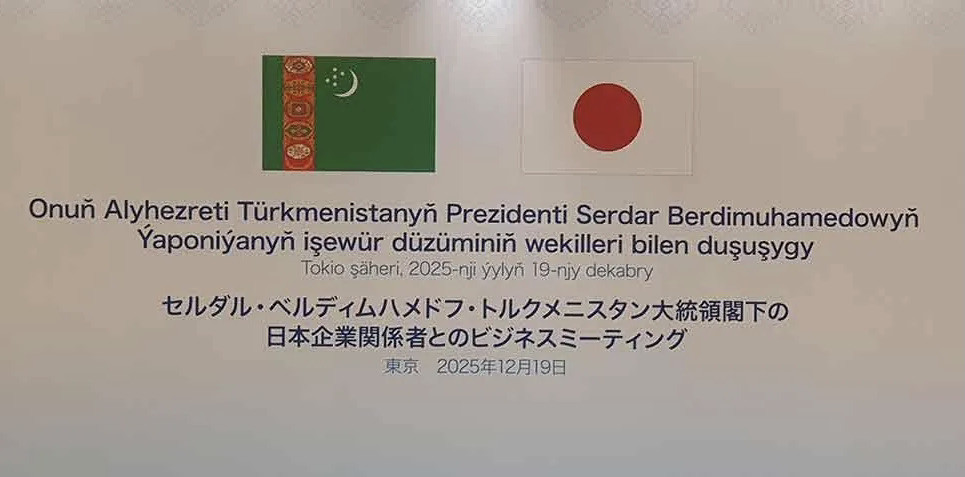 Onuň Alyhezreti Türkmenistanyň Prezidenti Serdar Berdimuhamedowyň
Ýaponiýanyň işewür düzüminiň wekilleri bilen duşuşygy
Tokio şäheri, 2025-nji ýylyň 19-njy dekabry
セルダル・ベルディムハメドフ・トルクメニスタン大統領閣下の
日本企業関係者とのビジネスミーティング
東京　2025年12月19日